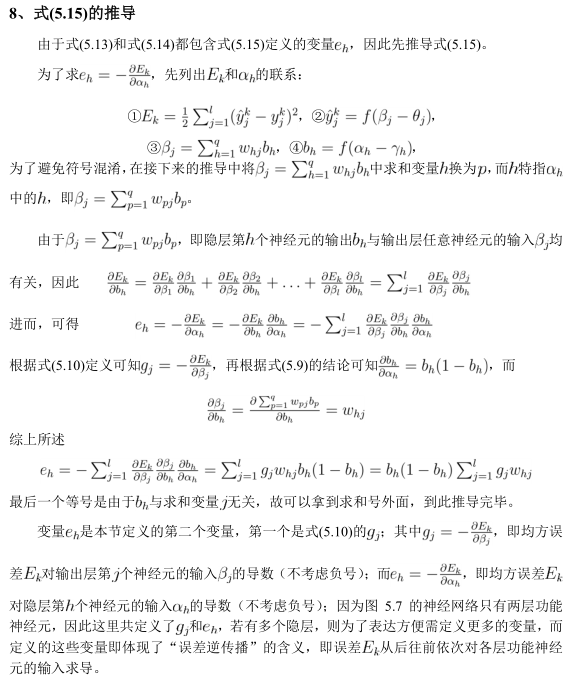 8、式(5.15)的推导
由于式(5.13)和式(5.14)都包含式(5.15)定义的变量$e_h$，因此先推导式(5.15)。
为了求$e_h = -\frac{\partial E_k}{\partial \alpha_h}$，先列出$E_k$和$\alpha_h$的联系：
①$E_k = \frac{1}{2}\sum_{j=1}^{l}(\hat{y}_j^k - y_j^k)^2$，②$\hat{y}_j^k = f(\beta_j - \theta_j)$，
③$\beta_j = \sum_{h=1}^{q} w_{hj}b_h$，④$b_h = f(\alpha_h - \gamma_h)$，
为了避免符号混淆，在接下来的推导中将$\beta_j = \sum_{h=1}^{q} w_{hj}b_h$中求和变量$h$换为$p$，而$h$特指$\alpha_h$
中的$h$，即$\beta_j = \sum_{p=1}^{q} w_{pj}b_p$。
由于$\beta_j = \sum_{p=1}^{q} w_{pj}b_p$，即隐层第$h$个神经元的输出$b_h$与输出层任意神经元的输入$\beta_j$均
有关，因此 $\frac{\partial E_k}{\partial b_h} = \frac{\partial E_k}{\partial \beta_1}\frac{\partial \beta_1}{\partial b_h} + \frac{\partial E_k}{\partial \beta_2}\frac{\partial \beta_2}{\partial b_h} + \ldots + \frac{\partial E_k}{\partial \beta_l}\frac{\partial \beta_l}{\partial b_h} = \sum_{j=1}^{l}\frac{\partial E_k}{\partial \beta_j}\frac{\partial \beta_j}{\partial b_h}$
进而，可得 $e_h = -\frac{\partial E_k}{\partial \alpha_h} = -\frac{\partial E_k}{\partial b_h}\frac{\partial b_h}{\partial \alpha_h} = -\sum_{j=1}^{l}\frac{\partial E_k}{\partial \beta_j}\frac{\partial \beta_j}{\partial b_h}\frac{\partial b_h}{\partial \alpha_h}$
根据式(5.10)定义可知$g_j = -\frac{\partial E_k}{\partial \beta_j}$，再根据式(5.9)的结论可知$\frac{\partial b_h}{\partial \alpha_h} = b_h(1 - b_h)$，而
$\frac{\partial \beta_j}{\partial b_h} = \frac{\partial \sum_{p=1}^{q} w_{pj}b_p}{\partial b_h} = w_{hj}$
综上所述
$e_h = -\sum_{j=1}^{l}\frac{\partial E_k}{\partial \beta_j}\frac{\partial \beta_j}{\partial b_h}\frac{\partial b_h}{\partial \alpha_h} = \sum_{j=1}^{l} g_j w_{hj} b_h(1 - b_h) = b_h(1 - b_h)\sum_{j=1}^{l} g_j w_{hj}$
最后一个等号是由于$b_h$与求和变量$j$无关，故可以拿到求和号外面，到此推导完毕。
变量$e_h$是本节定义的第二个变量，第一个是式(5.10)的$g_j$；其中$g_j = -\frac{\partial E_k}{\partial \beta_j}$，即均方误
差$E_k$对输出层第$j$个神经元的输入$\beta_j$的导数（不考虑负号）；而$e_h = -\frac{\partial E_k}{\partial \alpha_h}$，即均方误差$E_k$
对隐层第$h$个神经元的输入$\alpha_h$的导数（不考虑负号）；因为图 5.7 的神经网络只有两层功能
神经元，因此这里共定义了$g_j$和$e_h$，若有多个隐层，则为了表达方便需定义更多的变量，而
定义的这些变量即体现了“误差逆传播”的含义，即误差$E_k$从后往前依次对各层功能神经
元的输入求导。